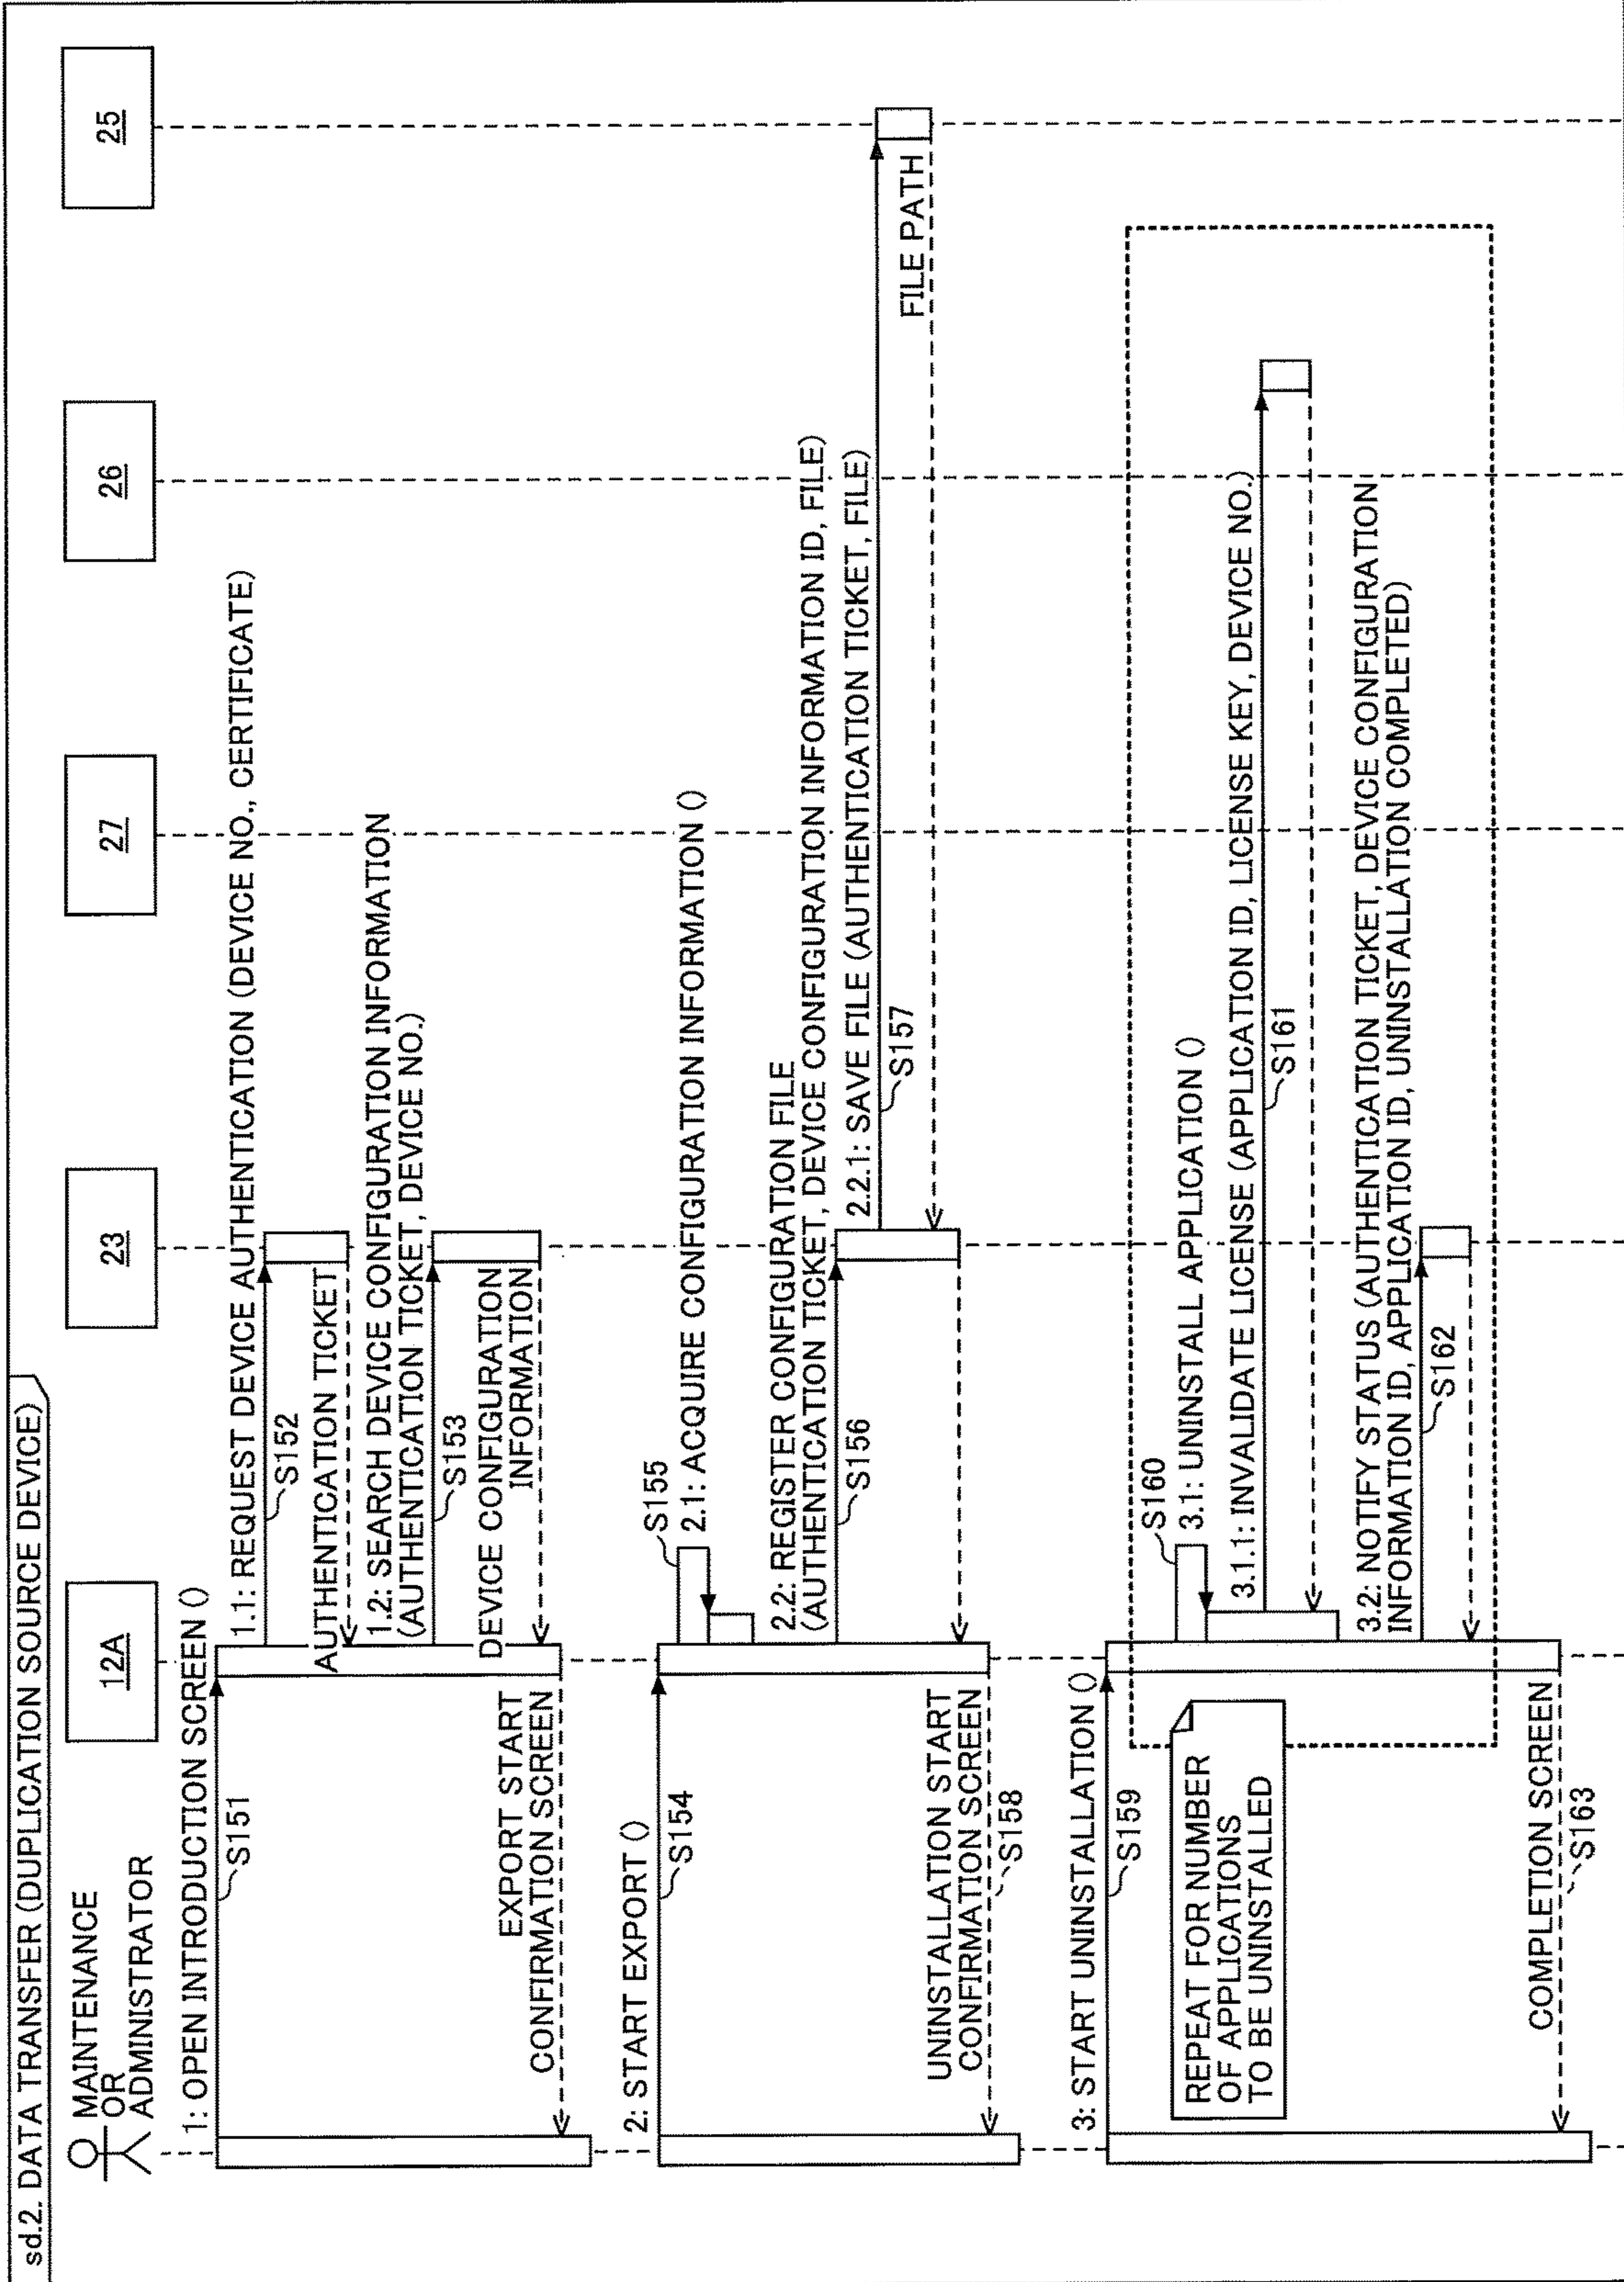 sd.2. DATA TRANSFER (DUPLICATION SOURCE DEVICE)
MAINTENANCE
OR
ADMINISTRATOR
12A
23
27
26
25
1: OPEN INTRODUCTION SCREEN ()
S151
1.1: REQUEST DEVICE AUTHENTICATION (DEVICE NO., CERTIFICATE)
S152
AUTHENTICATION TICKET
1.2: SEARCH DEVICE CONFIGURATION INFORMATION
(AUTHENTICATION TICKET, DEVICE NO.)
S153
DEVICE CONFIGURATION
INFORMATION
EXPORT START
CONFIRMATION SCREEN
2: START EXPORT ()
S154
S155
2.1: ACQUIRE CONFIGURATION INFORMATION ()
2.2: REGISTER CONFIGURATION FILE
(AUTHENTICATION TICKET, DEVICE CONFIGURATION INFORMATION ID, FILE)
S156
2.2.1: SAVE FILE (AUTHENTICATION TICKET, FILE)
S157
FILE PATH
UNINSTALLATION START
CONFIRMATION SCREEN
S158
3: START UNINSTALLATION ()
S159
REPEAT FOR NUMBER
OF APPLICATIONS
TO BE UNINSTALLED
S160
3.1: UNINSTALL APPLICATION ()
3.1.1: INVALIDATE LICENSE (APPLICATION ID, LICENSE KEY, DEVICE NO.)
S161
3.2: NOTIFY STATUS (AUTHENTICATION TICKET, DEVICE CONFIGURATION
INFORMATION ID, APPLICATION ID, UNINSTALLATION COMPLETED)
S162
COMPLETION SCREEN
S163